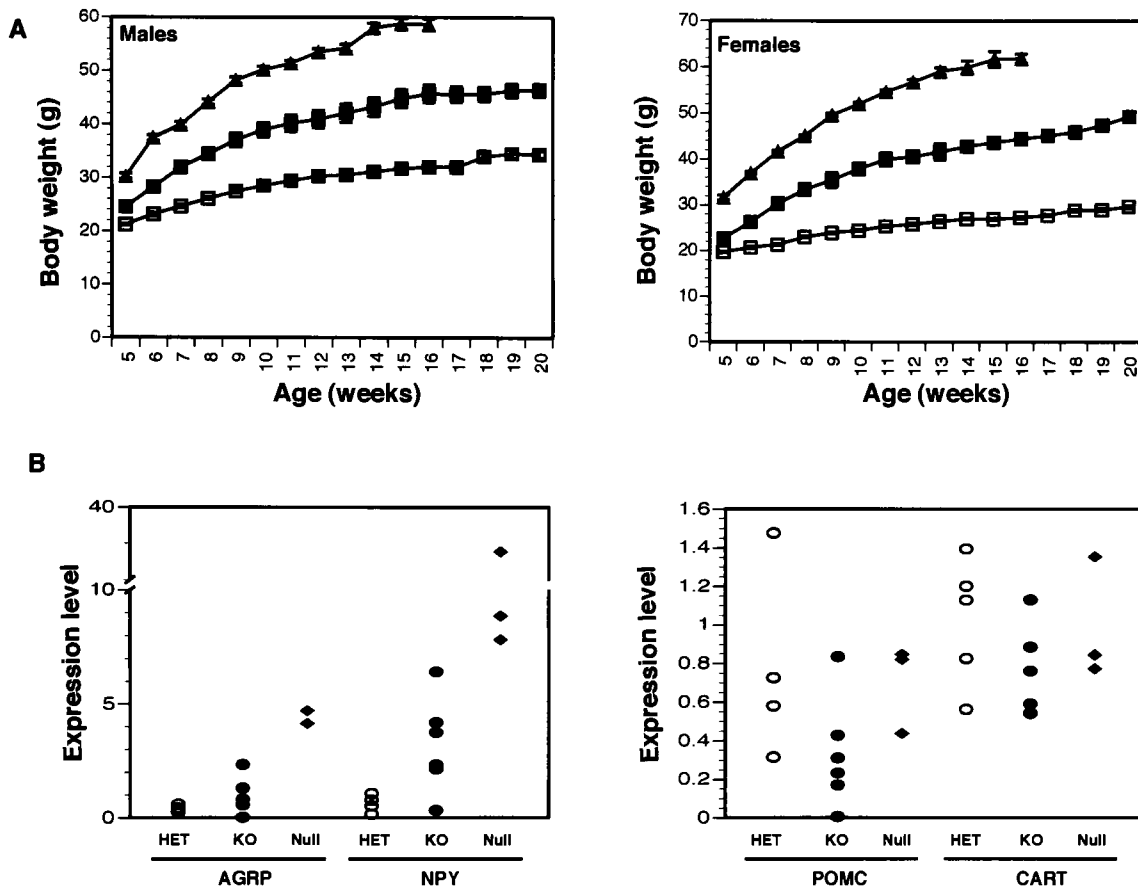 A
Males
Body weight (g)
60
50
40
30
20
10
0
5 6 7 8 9 10 11 12 13 14 15 16 17 18 19 20
Age (weeks)
Females
Body weight (g)
70
60
50
40
30
20
10
0
5 6 7 8 9 10 11 12 13 14 15 16 17 18 19 20
Age (weeks)
B
Expression level
40
10
5
0
HET KO Null HET KO Null
AGRP NPY
Expression level
1.6
1.4
1.2
1
0.8
0.6
0.4
0.2
0
HET KO Null HET KO Null
POMC CART